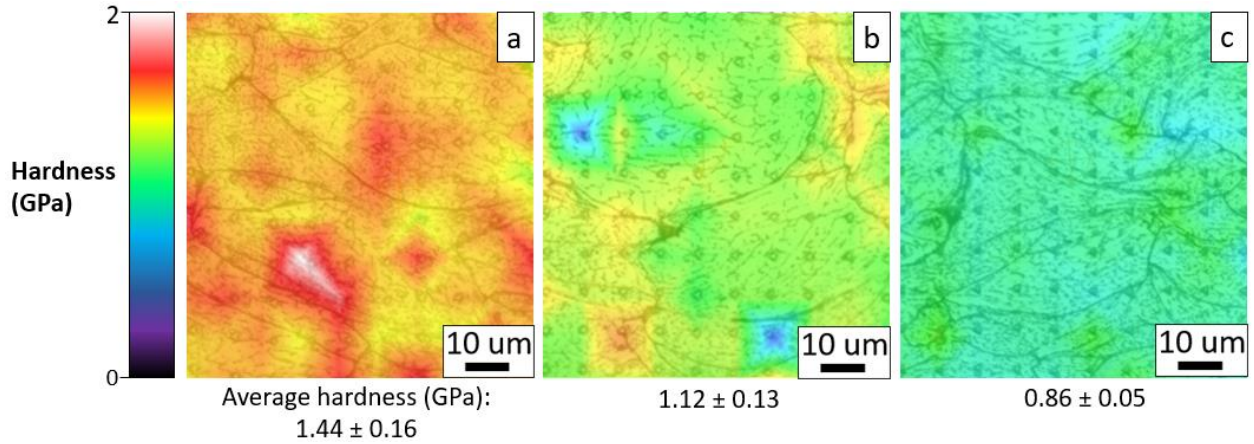 2
Hardness
(GPa)
0
a
b
c
10 um
10 um
10 um
Average hardness (GPa):
1.44 ± 0.16
1.12 ± 0.13
0.86 ± 0.05